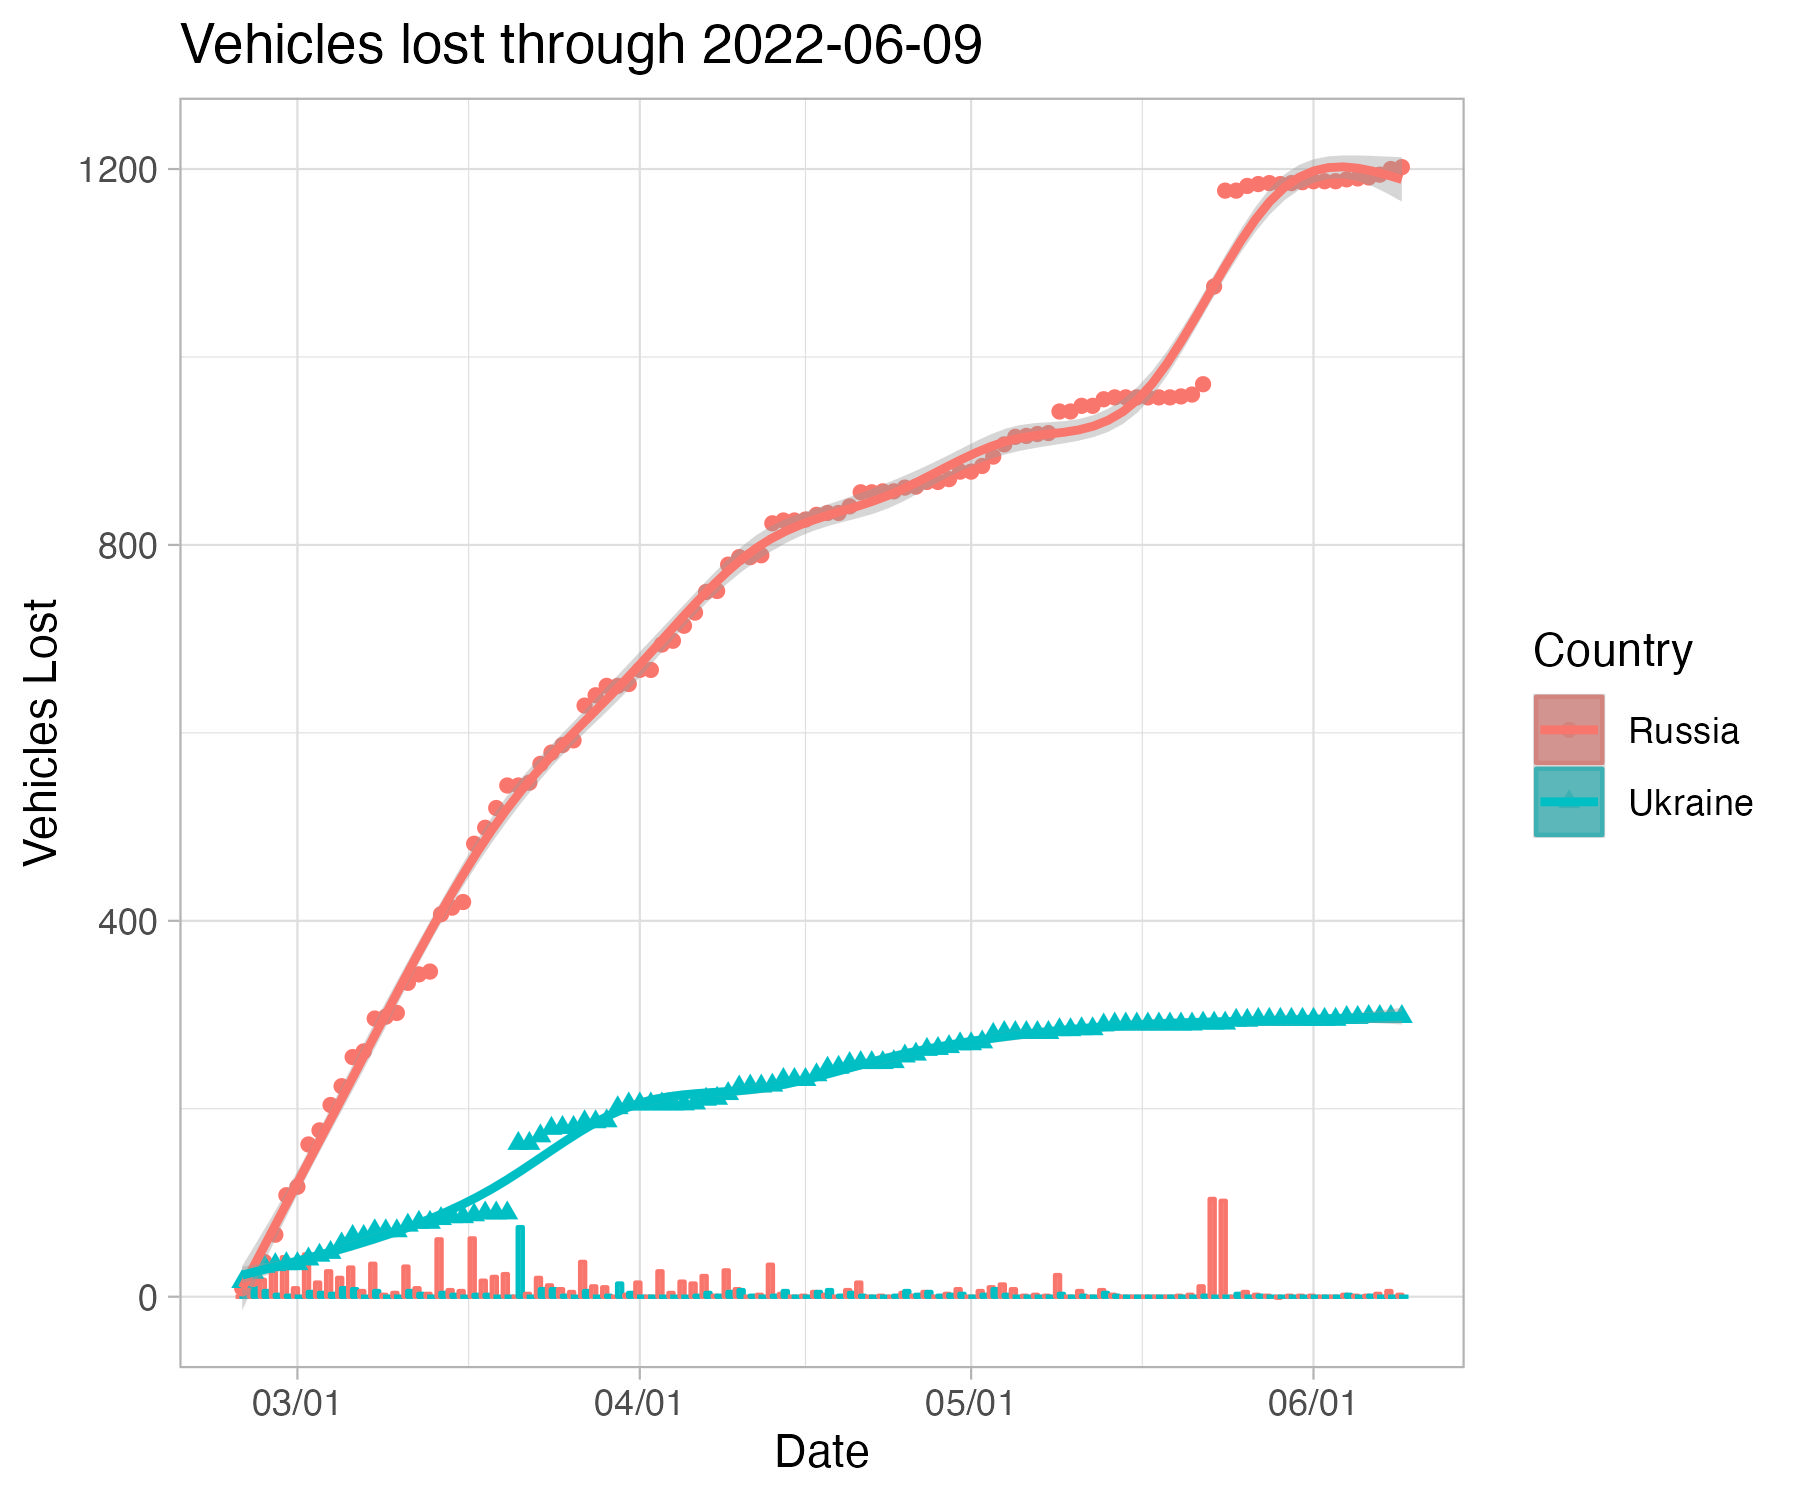 Vehicles lost through 2022-06-09
1200
800
400
0
Vehicles Lost
03/01
04/01
05/01
06/01
Date
Country
Russia
Ukraine